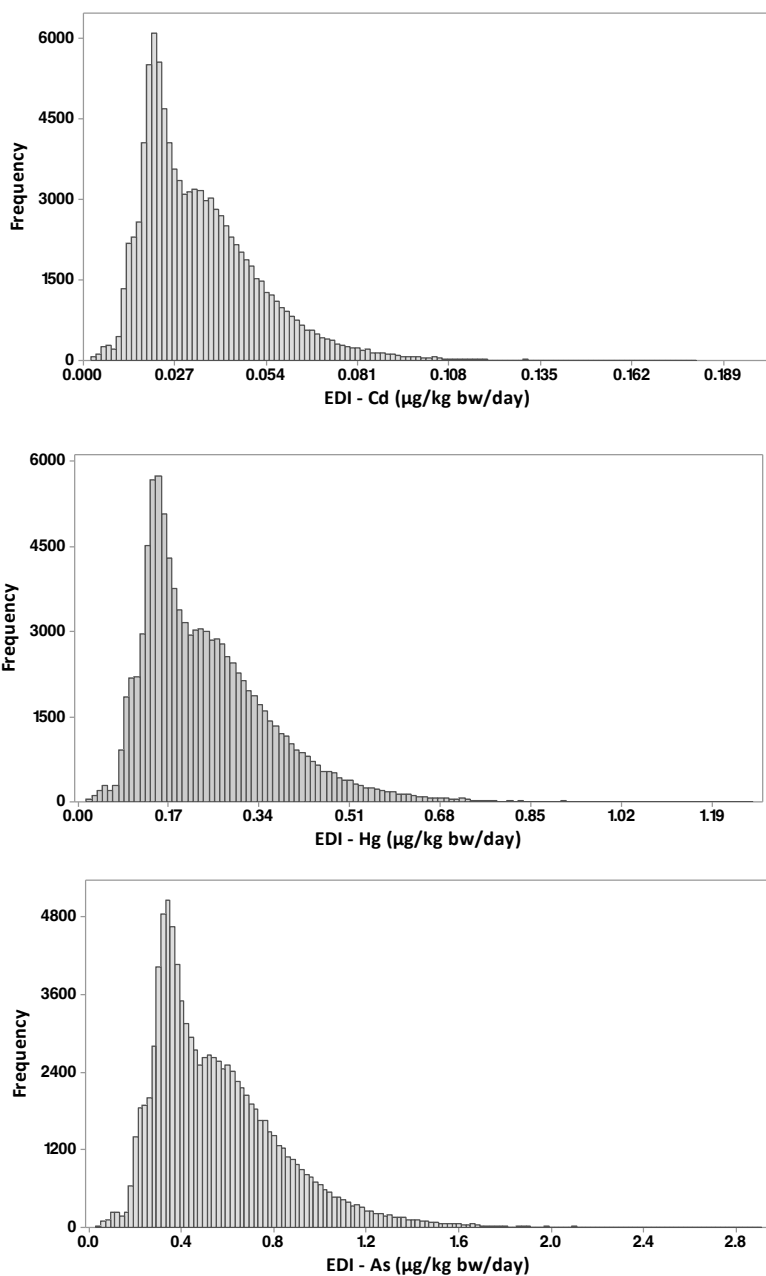 6000
4500
3000
1500
0
Frequency
0.000 0.027 0.054 0.081 0.108 0.135 0.162 0.189
EDI - Cd (µg/kg bw/day)
6000
4500
3000
1500
0
Frequency
0.00 0.17 0.34 0.51 0.68 0.85 1.02 1.19
EDI - Hg (µg/kg bw/day)
4800
3600
2400
1200
0
Frequency
0.0 0.4 0.8 1.2 1.6 2.0 2.4 2.8
EDI - As (µg/kg bw/day)